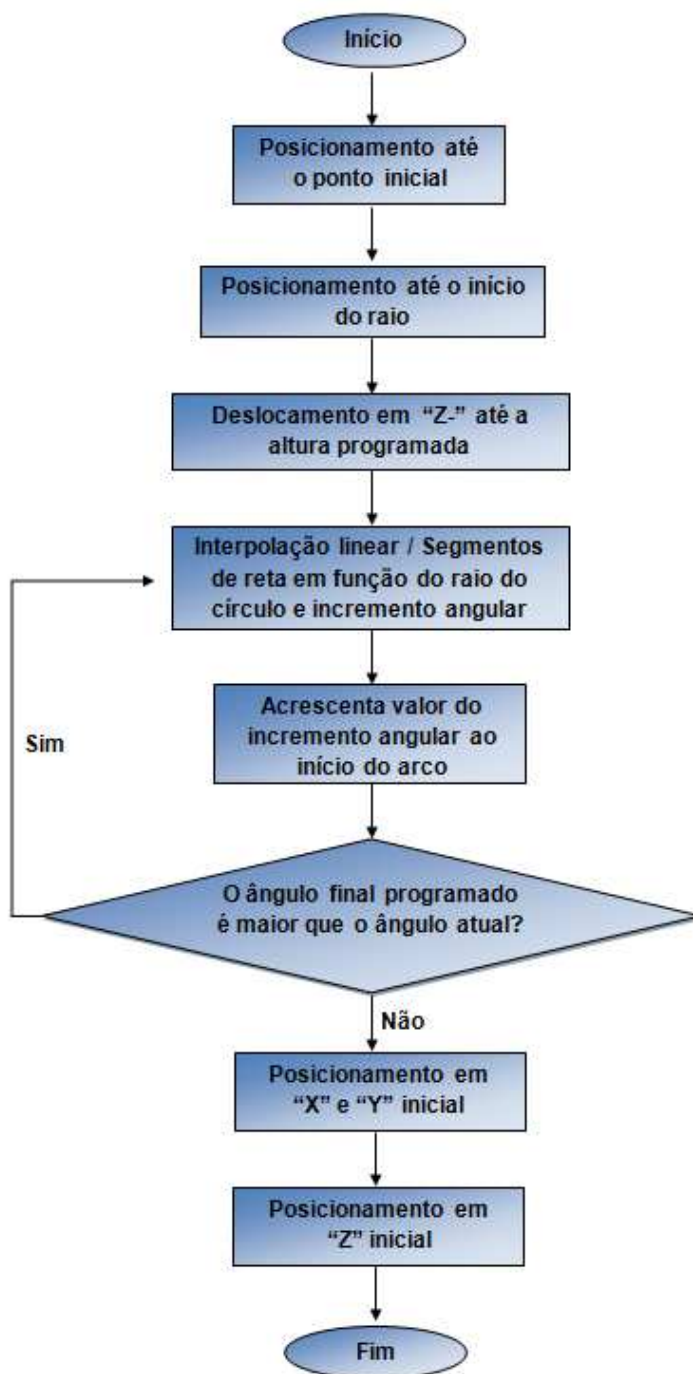 Início
Posicionamento até
o ponto inicial
Posicionamento até o início
do raio
Deslocamento em “Z-” até a
altura programada
Interpolação linear / Segmentos
de reta em função do raio do
círculo e incremento angular
Acrescenta valor do
incremento angular ao
início do arco
Sim
O ângulo final programado
é maior que o ângulo atual?
Não
Posicionamento em
“X” e “Y” inicial
Posicionamento em
“Z” inicial
Fim